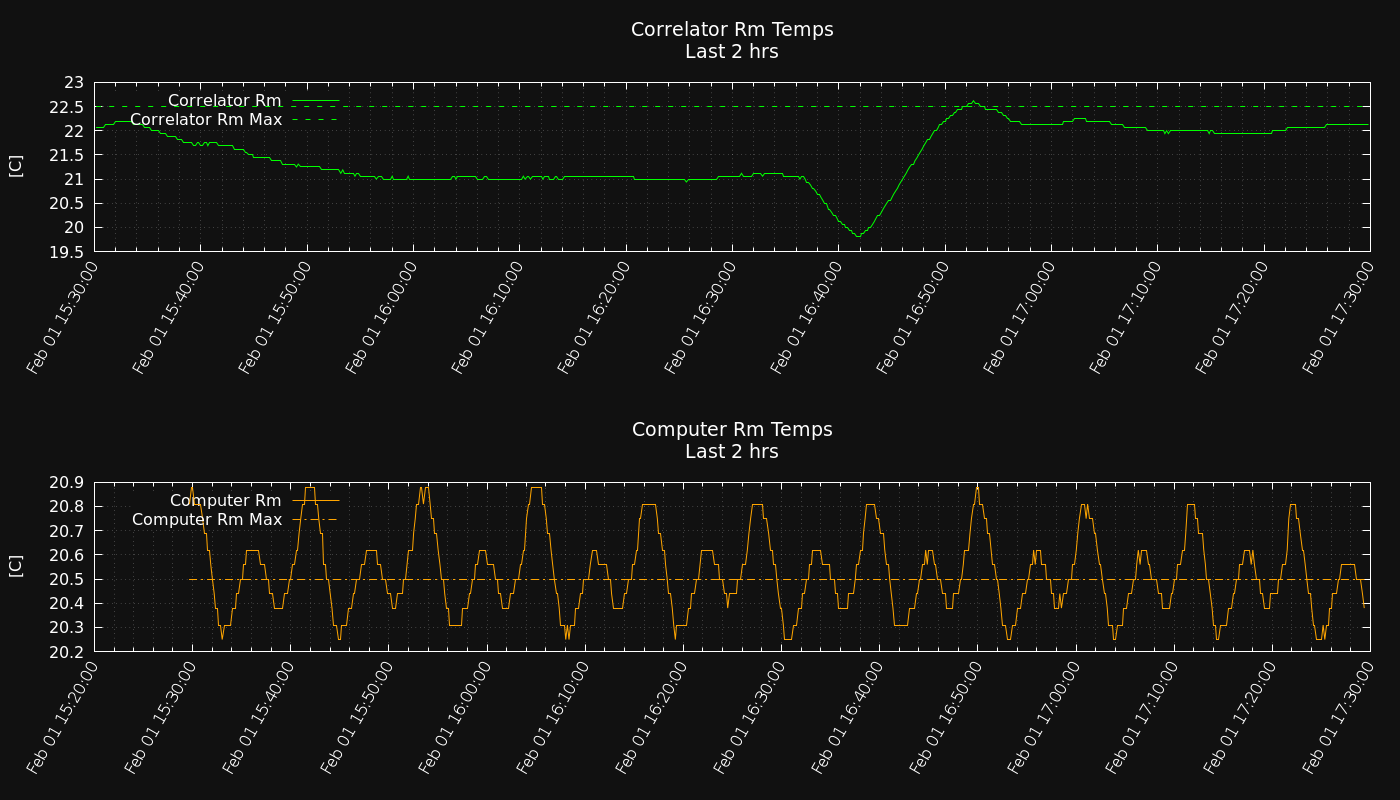 Correlator Rm Temps
Last 2 hrs
[C]
23
22.5
22
21.5
21
20.5
20
19.5
Correlator Rm
Correlator Rm Max
Feb 01 15:30:00
Feb 01 15:40:00
Feb 01 15:50:00
Feb 01 16:00:00
Feb 01 16:10:00
Feb 01 16:20:00
Feb 01 16:30:00
Feb 01 16:40:00
Feb 01 16:50:00
Feb 01 17:00:00
Feb 01 17:10:00
Feb 01 17:20:00
Feb 01 17:30:00
Computer Rm Temps
Last 2 hrs
[C]
20.9
20.8
20.7
20.6
20.5
20.4
20.3
20.2
Computer Rm
Computer Rm Max
Feb 01 15:20:00
Feb 01 15:30:00
Feb 01 15:40:00
Feb 01 15:50:00
Feb 01 16:00:00
Feb 01 16:10:00
Feb 01 16:20:00
Feb 01 16:30:00
Feb 01 16:40:00
Feb 01 16:50:00
Feb 01 17:00:00
Feb 01 17:10:00
Feb 01 17:20:00
Feb 01 17:30:00